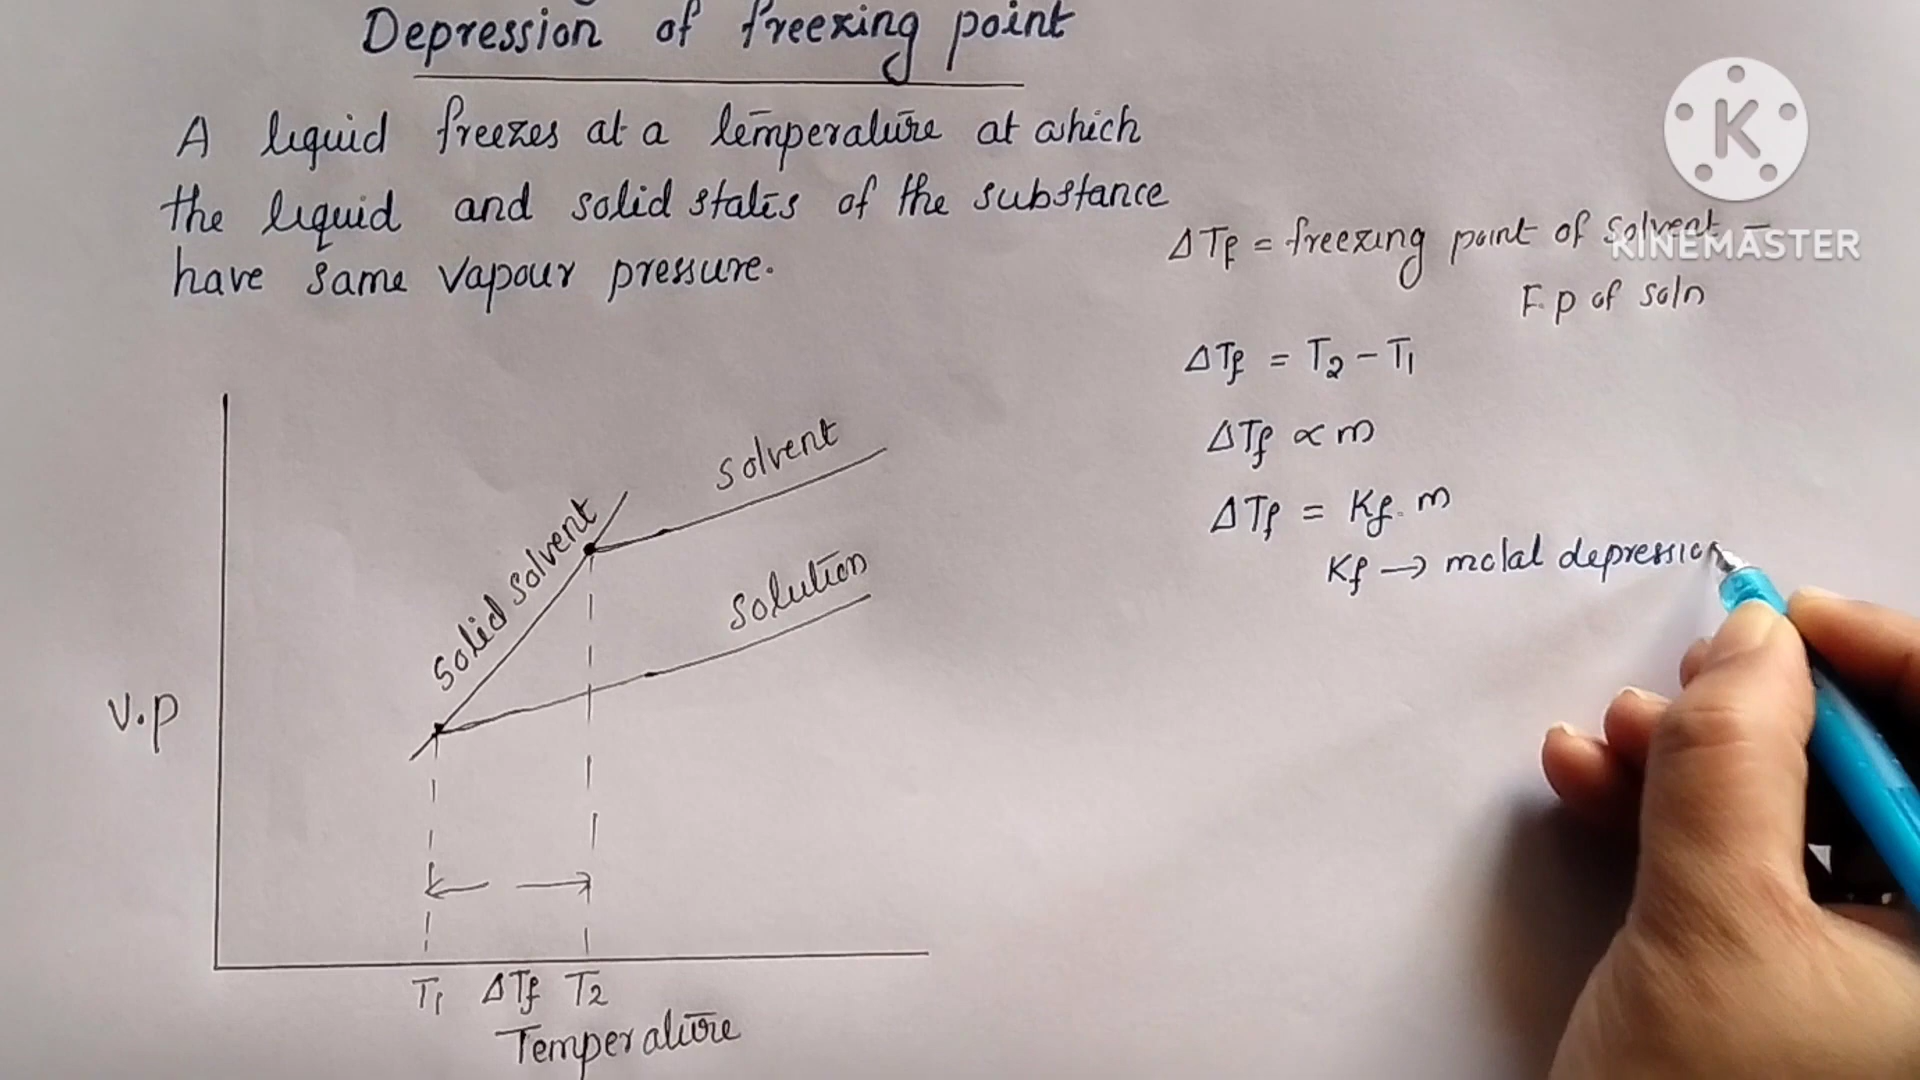 Depression of freezing point
A liquid freezes at a temperature at which
the liquid and solid states of the substance
have same vapour pressure.
K
KINEMASTER
ΔTf = freezing point of solvent –
F.p of soln
ΔTf = T2 – T1
ΔTf ∝ m
ΔTf = Kf. m
Kf → molal depression
solvent
solid solvent
solution
V.p
T1 ΔTf T2
Temperature